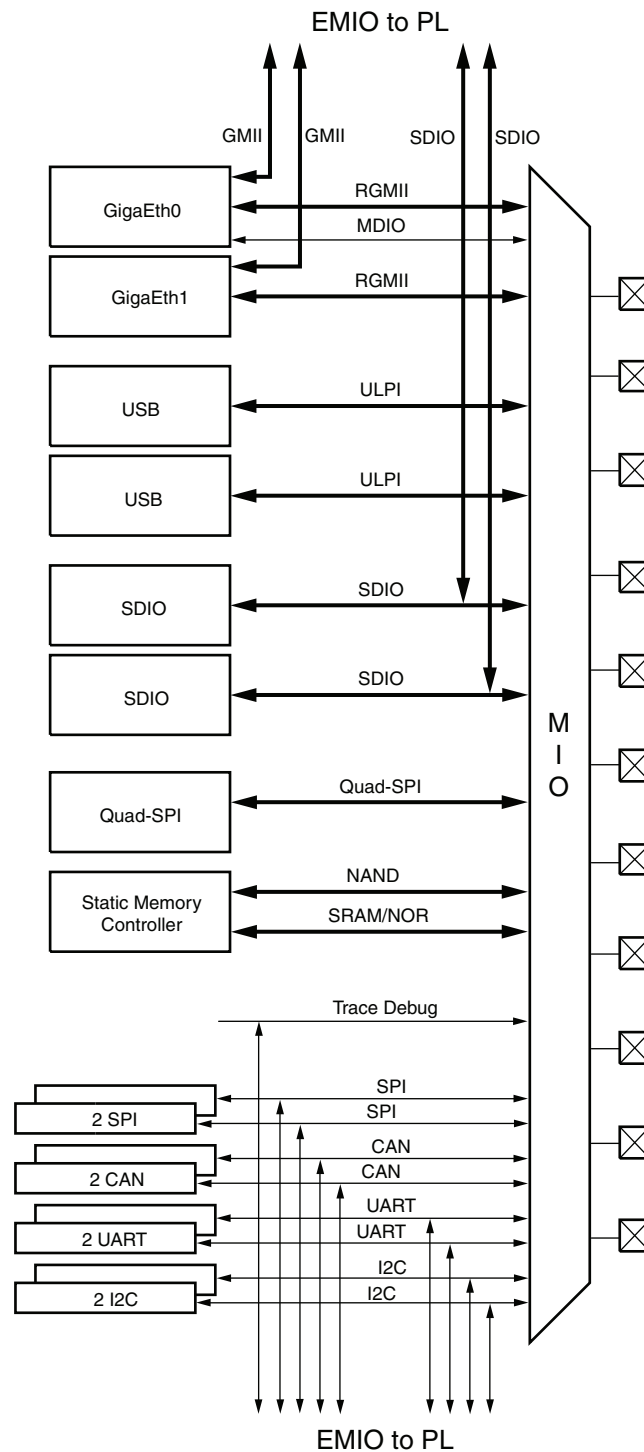 EMIO to PL
GMII
GMII
SDIO
SDIO
GigaEth0
RGMII
MDIO
GigaEth1
RGMII
USB
ULPI
USB
ULPI
SDIO
SDIO
SDIO
SDIO
M
I
O
Quad-SPI
Quad-SPI
Static Memory
Controller
NAND
SRAM/NOR
Trace Debug
SPI
2 SPI
SPI
CAN
2 CAN
CAN
UART
2 UART
UART
I2C
2 I2C
I2C
EMIO to PL